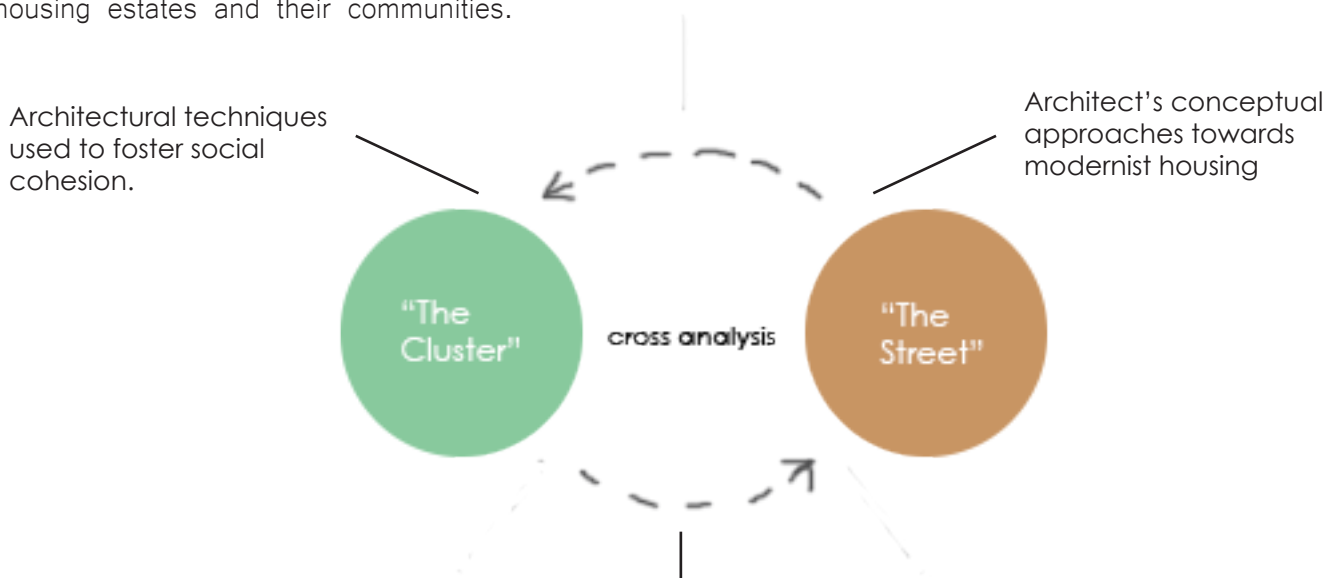 housing estates and their communities.
Architectural techniques
used to foster social
cohesion.
Architect's conceptual
approaches towards
modernist housing
“The
Cluster”
cross analysis
“The
Street”